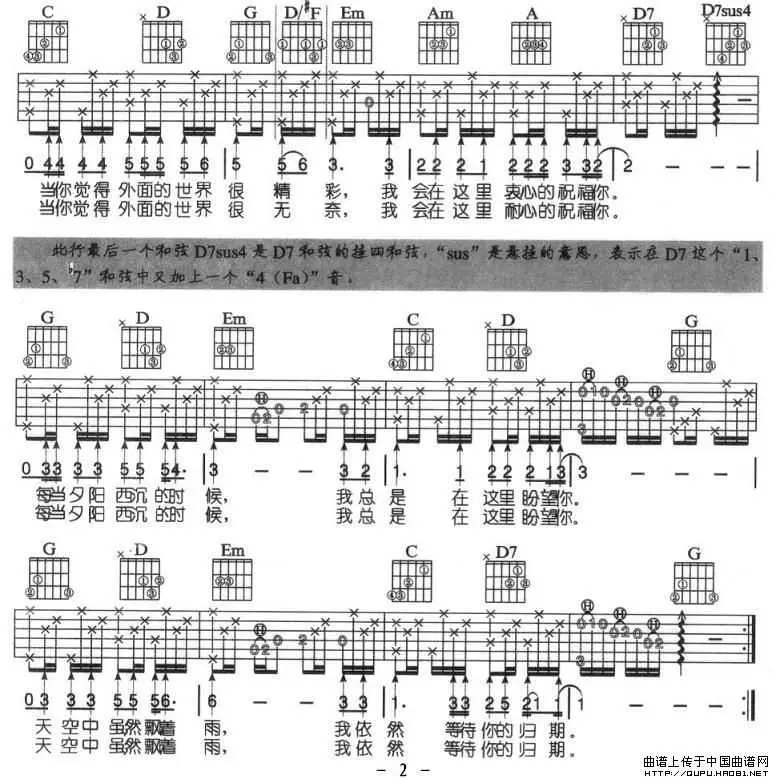 C D G D/♯F Em Am A D7 D7sus4
0 4 4 4 4 5 5 5 5 6 5 5 6 3· 3 2 2 2 1 2 2 2 3 3 2 2 – – –
当你觉得 外面的世界 很 精 彩, 我 会在这里 衷心的祝福你。
当你觉得 外面的世界 很 无 奈, 我 会在这里 耐心的祝福你。
此行最后一个和弦D7sus4是D7和弦的挂四和弦,“sus”是悬挂的意思,表示在D7这个“1、
3、5、♯7”和弦中又加上一个“4(Fa)”音。
G D Em C D G
H H H H
0 3 3 3 3 5 5 5 4· 3 – – 3 2 1· 1 2 2 2 1 3 3 – – –
每当夕阳 西沉的时 候, 我总是 在 这里盼望你。
每当夕阳 西沉的时 候, 我总是 在 这里盼望你。
G D Em C D7 G
H H H H
0 3 3 3 5 5 5 6· 6 – – 3 3 1· 3 3 2 5 2 1 1 1 – – –
天 空中 虽然飘着 雨, 我依然 等待你的归 期。
天 空中 虽然飘着 雨, 我依然 等待你的归 期。
– 2 –
曲谱上传于中国曲谱网
HTTP://QUPU.HAO81.NET